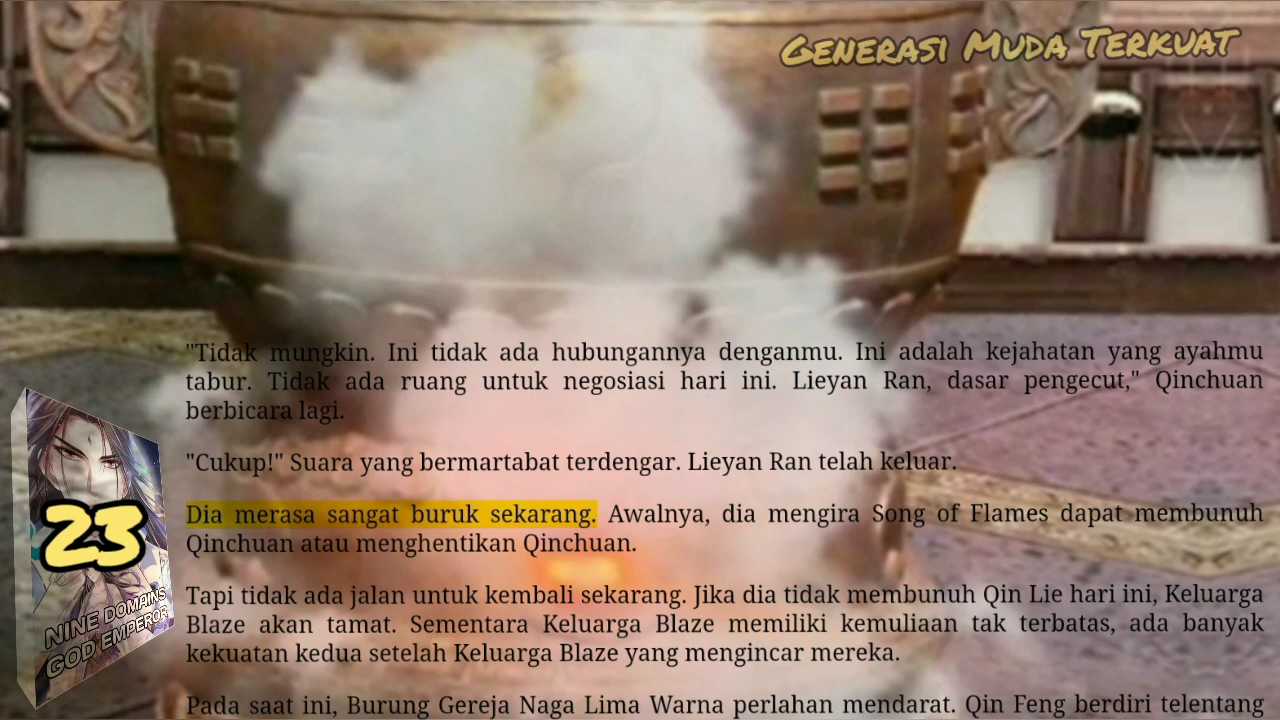 Generasi Muda Terkuat
"Tidak mungkin. Ini tidak ada hubungannya denganmu. Ini adalah kejahatan yang ayahmu
tabur. Tidak ada ruang untuk negosiasi hari ini. Lieyan Ran, dasar pengecut," Qinchuan
berbicara lagi.
"Cukup!" Suara yang bermartabat terdengar. Lieyan Ran telah keluar.
Dia merasa sangat buruk sekarang. Awalnya, dia mengira Song of Flames dapat membunuh
Qinchuan atau menghentikan Qinchuan.
Tapi tidak ada jalan untuk kembali sekarang. Jika dia tidak membunuh Qin Lie hari ini, Keluarga
Blaze akan tamat. Sementara Keluarga Blaze memiliki kemuliaan tak terbatas, ada banyak
kekuatan kedua setelah Keluarga Blaze yang mengincar mereka.
Pada saat ini, Burung Gereja Naga Lima Warna perlahan mendarat. Qin Feng berdiri telentang
23
NINE DOMAINS
GOD EMPEROR